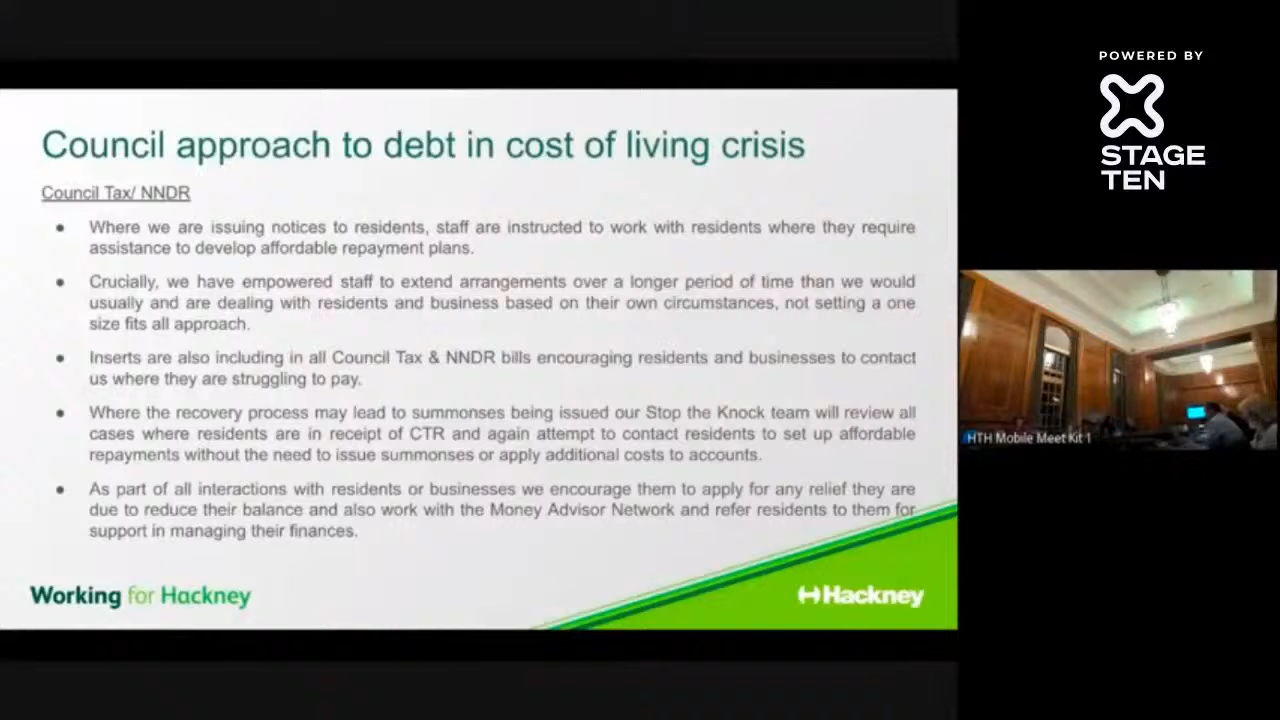 Council approach to debt in cost of living crisis
Council Tax/ NNDR
● Where we are issuing notices to residents, staff are instructed to work with residents where they require
assistance to develop affordable repayment plans.
● Crucially, we have empowered staff to extend arrangements over a longer period of time than we would
usually and are dealing with residents and business based on their own circumstances, not setting a one
size fits all approach.
● Inserts are also including in all Council Tax & NNDR bills encouraging residents and businesses to contact
us where they are struggling to pay.
● Where the recovery process may lead to summonses being issued our Stop the Knock team will review all
cases where residents are in receipt of CTR and again attempt to contact residents to set up affordable
repayments without the need to issue summonses or apply additional costs to accounts.
● As part of all interactions with residents or businesses we encourage them to apply for any relief they are
due to reduce their balance and also work with the Money Advisor Network and refer residents to them for
support in managing their finances.
Working for Hackney
Hackney
POWERED BY
STAGE
TEN
HTH Mobile Meet Kit 1